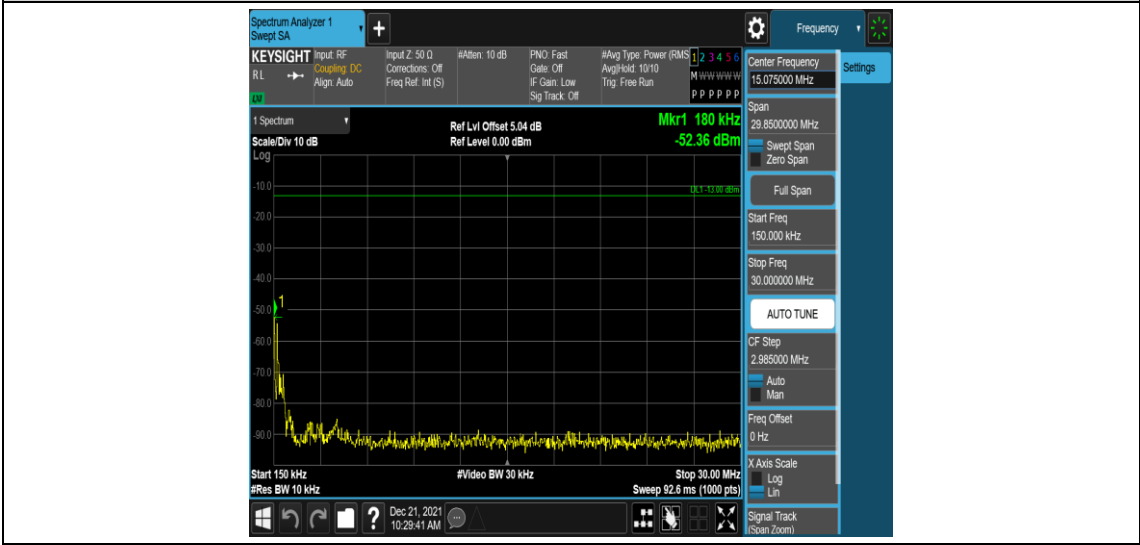 Spectrum Analyzer 1
Swept SA
+
Frequency
KEYSIGHT
RL
Input: RF
Coupling: DC
Align: Auto
Input Z: 50 Ω
Corrections: Off
Freq Ref: Int (S)
#Atten: 10 dB
PNO: Fast
Gate: Off
IF Gain: Low
Sig Track: Off
#Avg Type: Power (RMS
Avg|Hold: 10/10
Trig: Free Run
1 2 3 4 5 6
M W W W W W
P P P P P P
1 Spectrum
Scale/Div 10 dB
Log
Ref Lvl Offset 5.04 dB
Ref Level 0.00 dBm
Mkr1 180 kHz
-52.36 dBm
DL1 -13.00 dBm
-10.0
-20.0
-30.0
-40.0
-50.0
-60.0
-70.0
-80.0
-90.0
1
Start 150 kHz
#Res BW 10 kHz
#Video BW 30 kHz
Stop 30.00 MHz
Sweep 92.6 ms (1000 pts)
Center Frequency
15.075000 MHz
Settings
Span
29.8500000 MHz
Swept Span
Zero Span
Full Span
Start Freq
150.000 kHz
Stop Freq
30.000000 MHz
AUTO TUNE
CF Step
2.985000 MHz
Auto
Man
Freq Offset
0 Hz
X Axis Scale
Log
Lin
Signal Track
(Span Zoom)
?
Dec 21, 2021
10:29:41 AM